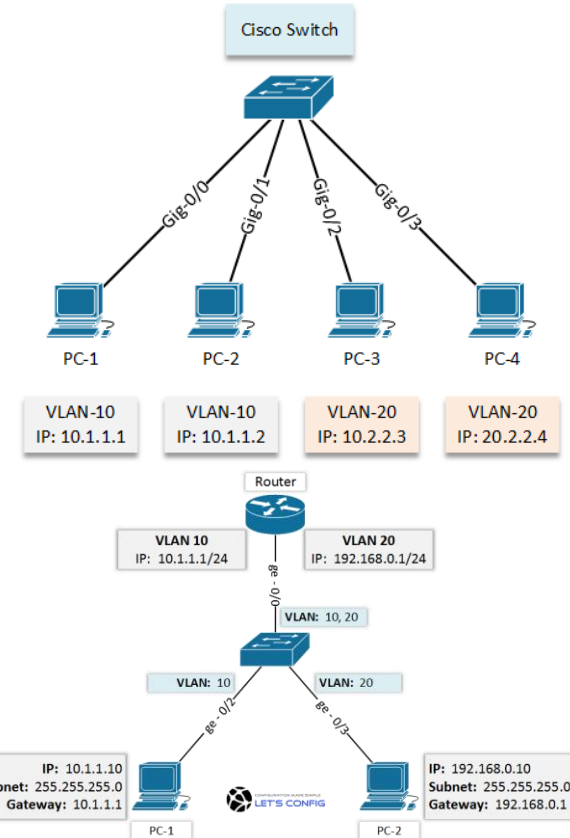 Cisco Switch
Gig-0/0
Gig-0/1
Gig-0/2
Gig-0/3
PC-1
PC-2
PC-3
PC-4
VLAN-10
IP: 10.1.1.1
VLAN-10
IP: 10.1.1.2
VLAN-20
IP: 10.2.2.3
VLAN-20
IP: 20.2.2.4
Router
VLAN 10
IP: 10.1.1.1/24
VLAN 20
IP: 192.168.0.1/24
ge - 0/0
VLAN: 10, 20
VLAN: 10
VLAN: 20
ge - 0/2
ge - 0/3
IP: 10.1.1.10
bnet: 255.255.255.0
Gateway: 10.1.1.1
CONFIGURATION MADE SIMPLE
LET'S CONFIG
IP: 192.168.0.10
Subnet: 255.255.255.0
Gateway: 192.168.0.1
PC-1
PC-2